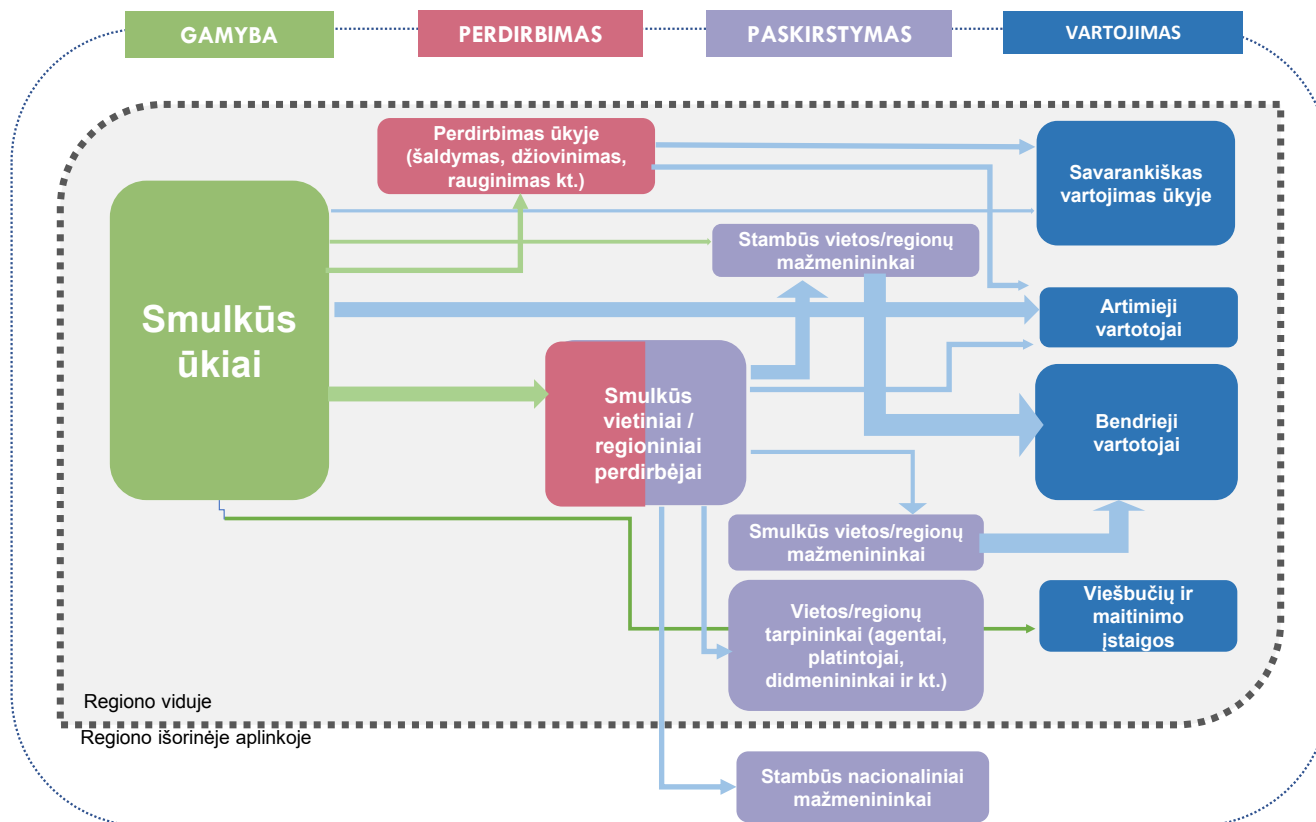 GAMYBA
PERDIRBIMAS
PASKIRSTYMAS
VARTOJIMAS
Perdirbimas ūkyje
(šaldymas, džiovinimas,
rauginimas kt.)
Savarankiškas
vartojimas ūkyje
Stambūs vietos/regionų
mažmenininkai
Smulkūs
ūkiai
Artimieji
vartotojai
Smulkūs
vietiniai /
regioniniai
perdirbėjai
Bendrieji
vartotojai
Smulkūs vietos/regionų
mažmenininkai
Vietos/regionų
tarpininkai (agentai,
platintojai,
didmenininkai ir kt.)
Viešbučių ir
maitinimo
įstaigos
Regiono viduje
Regiono išorinėje aplinkoje
Stambūs nacionaliniai
mažmenininkai